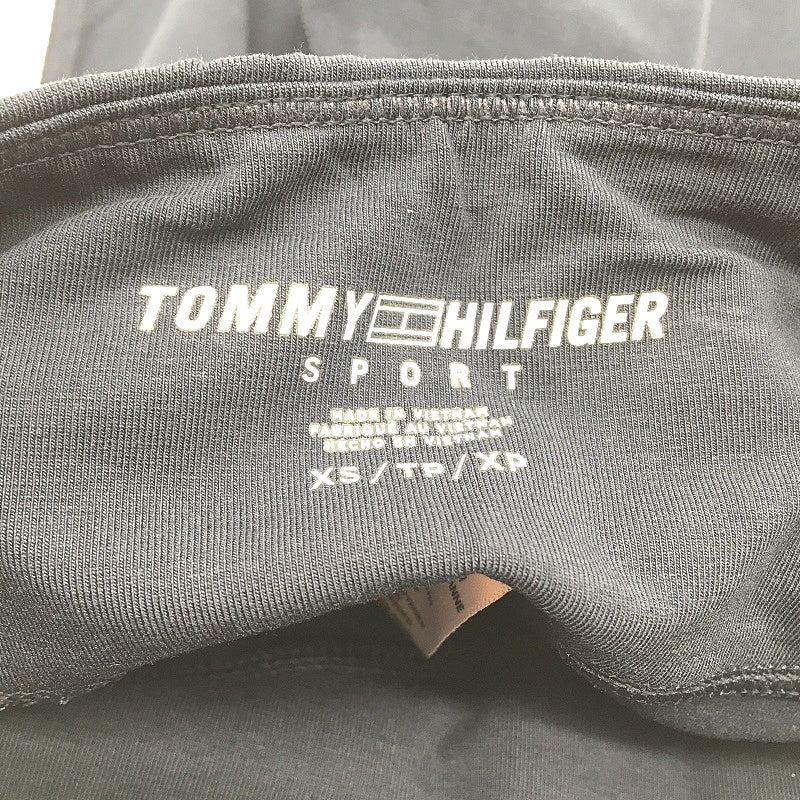 TOMMY HILFIGER
SPORT
MADE IN VIETNAM
FABRIQUÉ AU VIETNAM
HECHO EN VIETNAM
XS / TP / XP